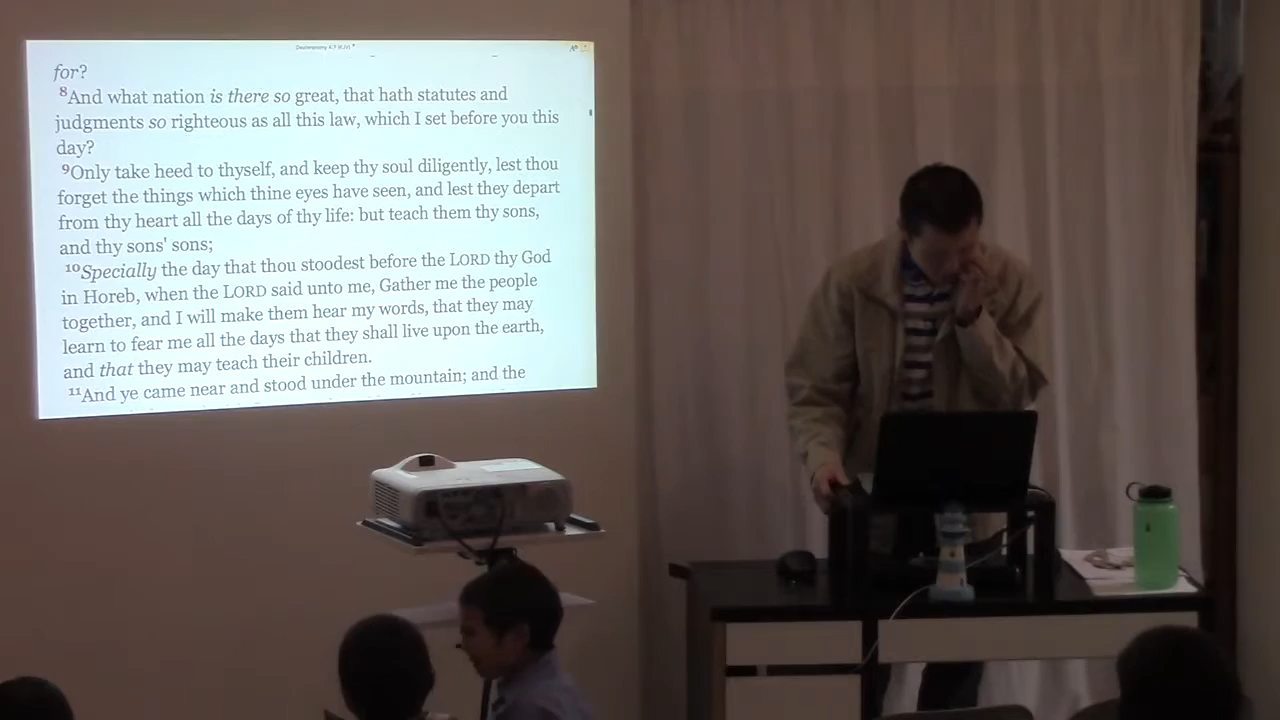 Deuteronomy 4:7 (KJV)
for?
8And what nation is there so great, that hath statutes and
judgments so righteous as all this law, which I set before you this
day?
9Only take heed to thyself, and keep thy soul diligently, lest thou
forget the things which thine eyes have seen, and lest they depart
from thy heart all the days of thy life: but teach them thy sons,
and thy sons' sons;
10Specially the day that thou stoodest before the LORD thy God
in Horeb, when the LORD said unto me, Gather me the people
together, and I will make them hear my words, that they may
learn to fear me all the days that they shall live upon the earth,
and that they may teach their children.
11And ye came near and stood under the mountain; and the